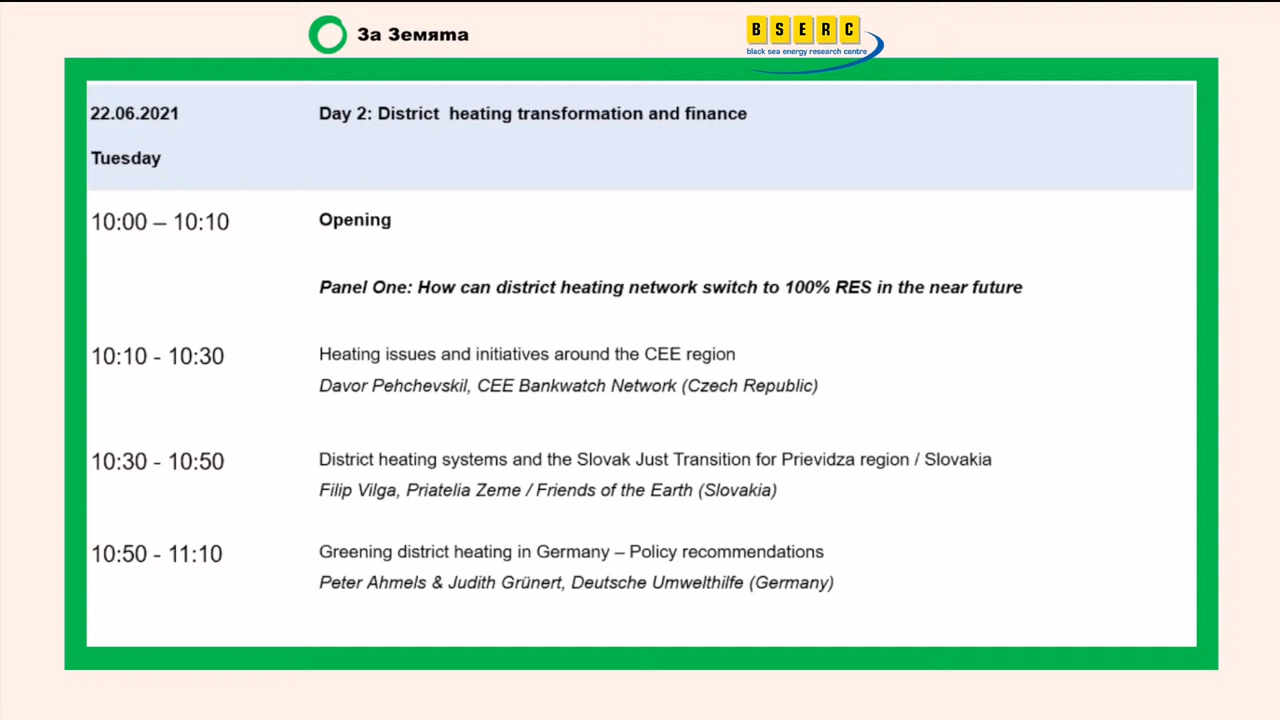 За Земята
BSERC
black sea energy research centre
22.06.2021 Day 2: District heating transformation and finance
Tuesday
10:00 – 10:10 Opening
Panel One: How can district heating network switch to 100% RES in the near future
10:10 - 10:30 Heating issues and initiatives around the CEE region
Davor Pehchevskil, CEE Bankwatch Network (Czech Republic)
10:30 - 10:50 District heating systems and the Slovak Just Transition for Prievidza region / Slovakia
Filip Vilga, Priatelia Zeme / Friends of the Earth (Slovakia)
10:50 - 11:10 Greening district heating in Germany – Policy recommendations
Peter Ahmels & Judith Grünert, Deutsche Umwelthilfe (Germany)